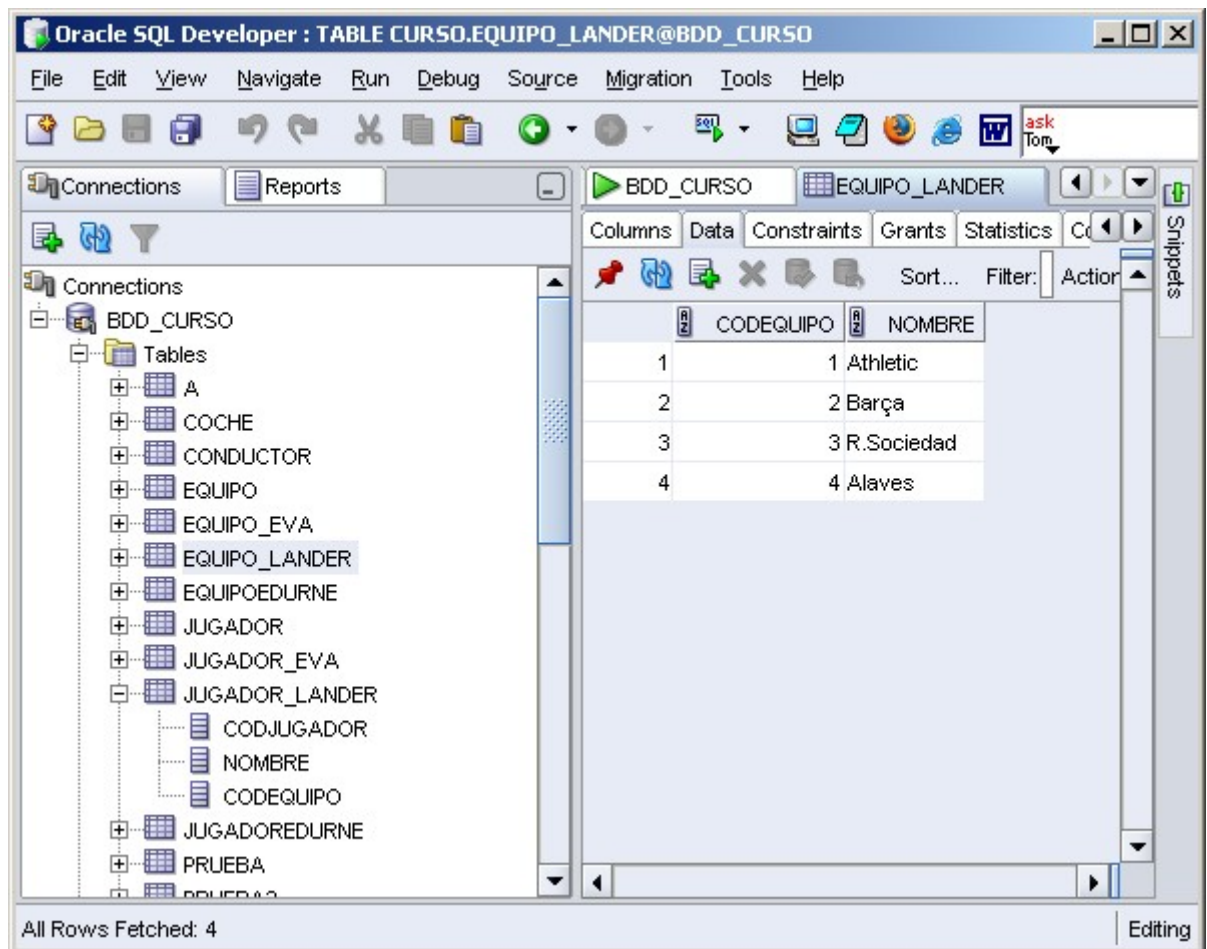 Oracle SQL Developer : TABLE CURSO.EQUIPO_LANDER@BDD_CURSO
File Edit View Navigate Run Debug Source Migration Tools Help
SQL W ask Tom
Connections Reports
BDD_CURSO EQUIPO_LANDER
Snippets
Columns Data Constraints Grants Statistics
Sort... Filter: Action
Connections
BDD_CURSO
Tables
A
COCHE
CONDUCTOR
EQUIPO
EQUIPO_EVA
EQUIPO_LANDER
EQUIPOEDURNE
JUGADOR
JUGADOR_EVA
JUGADOR_LANDER
CODJUGADOR
NOMBRE
CODEQUIPO
JUGADOREDURNE
PRUEBA
CODEQUIPO NOMBRE
1 1 Athletic
2 2 Barça
3 3 R.Sociedad
4 4 Alaves
All Rows Fetched: 4
Editing